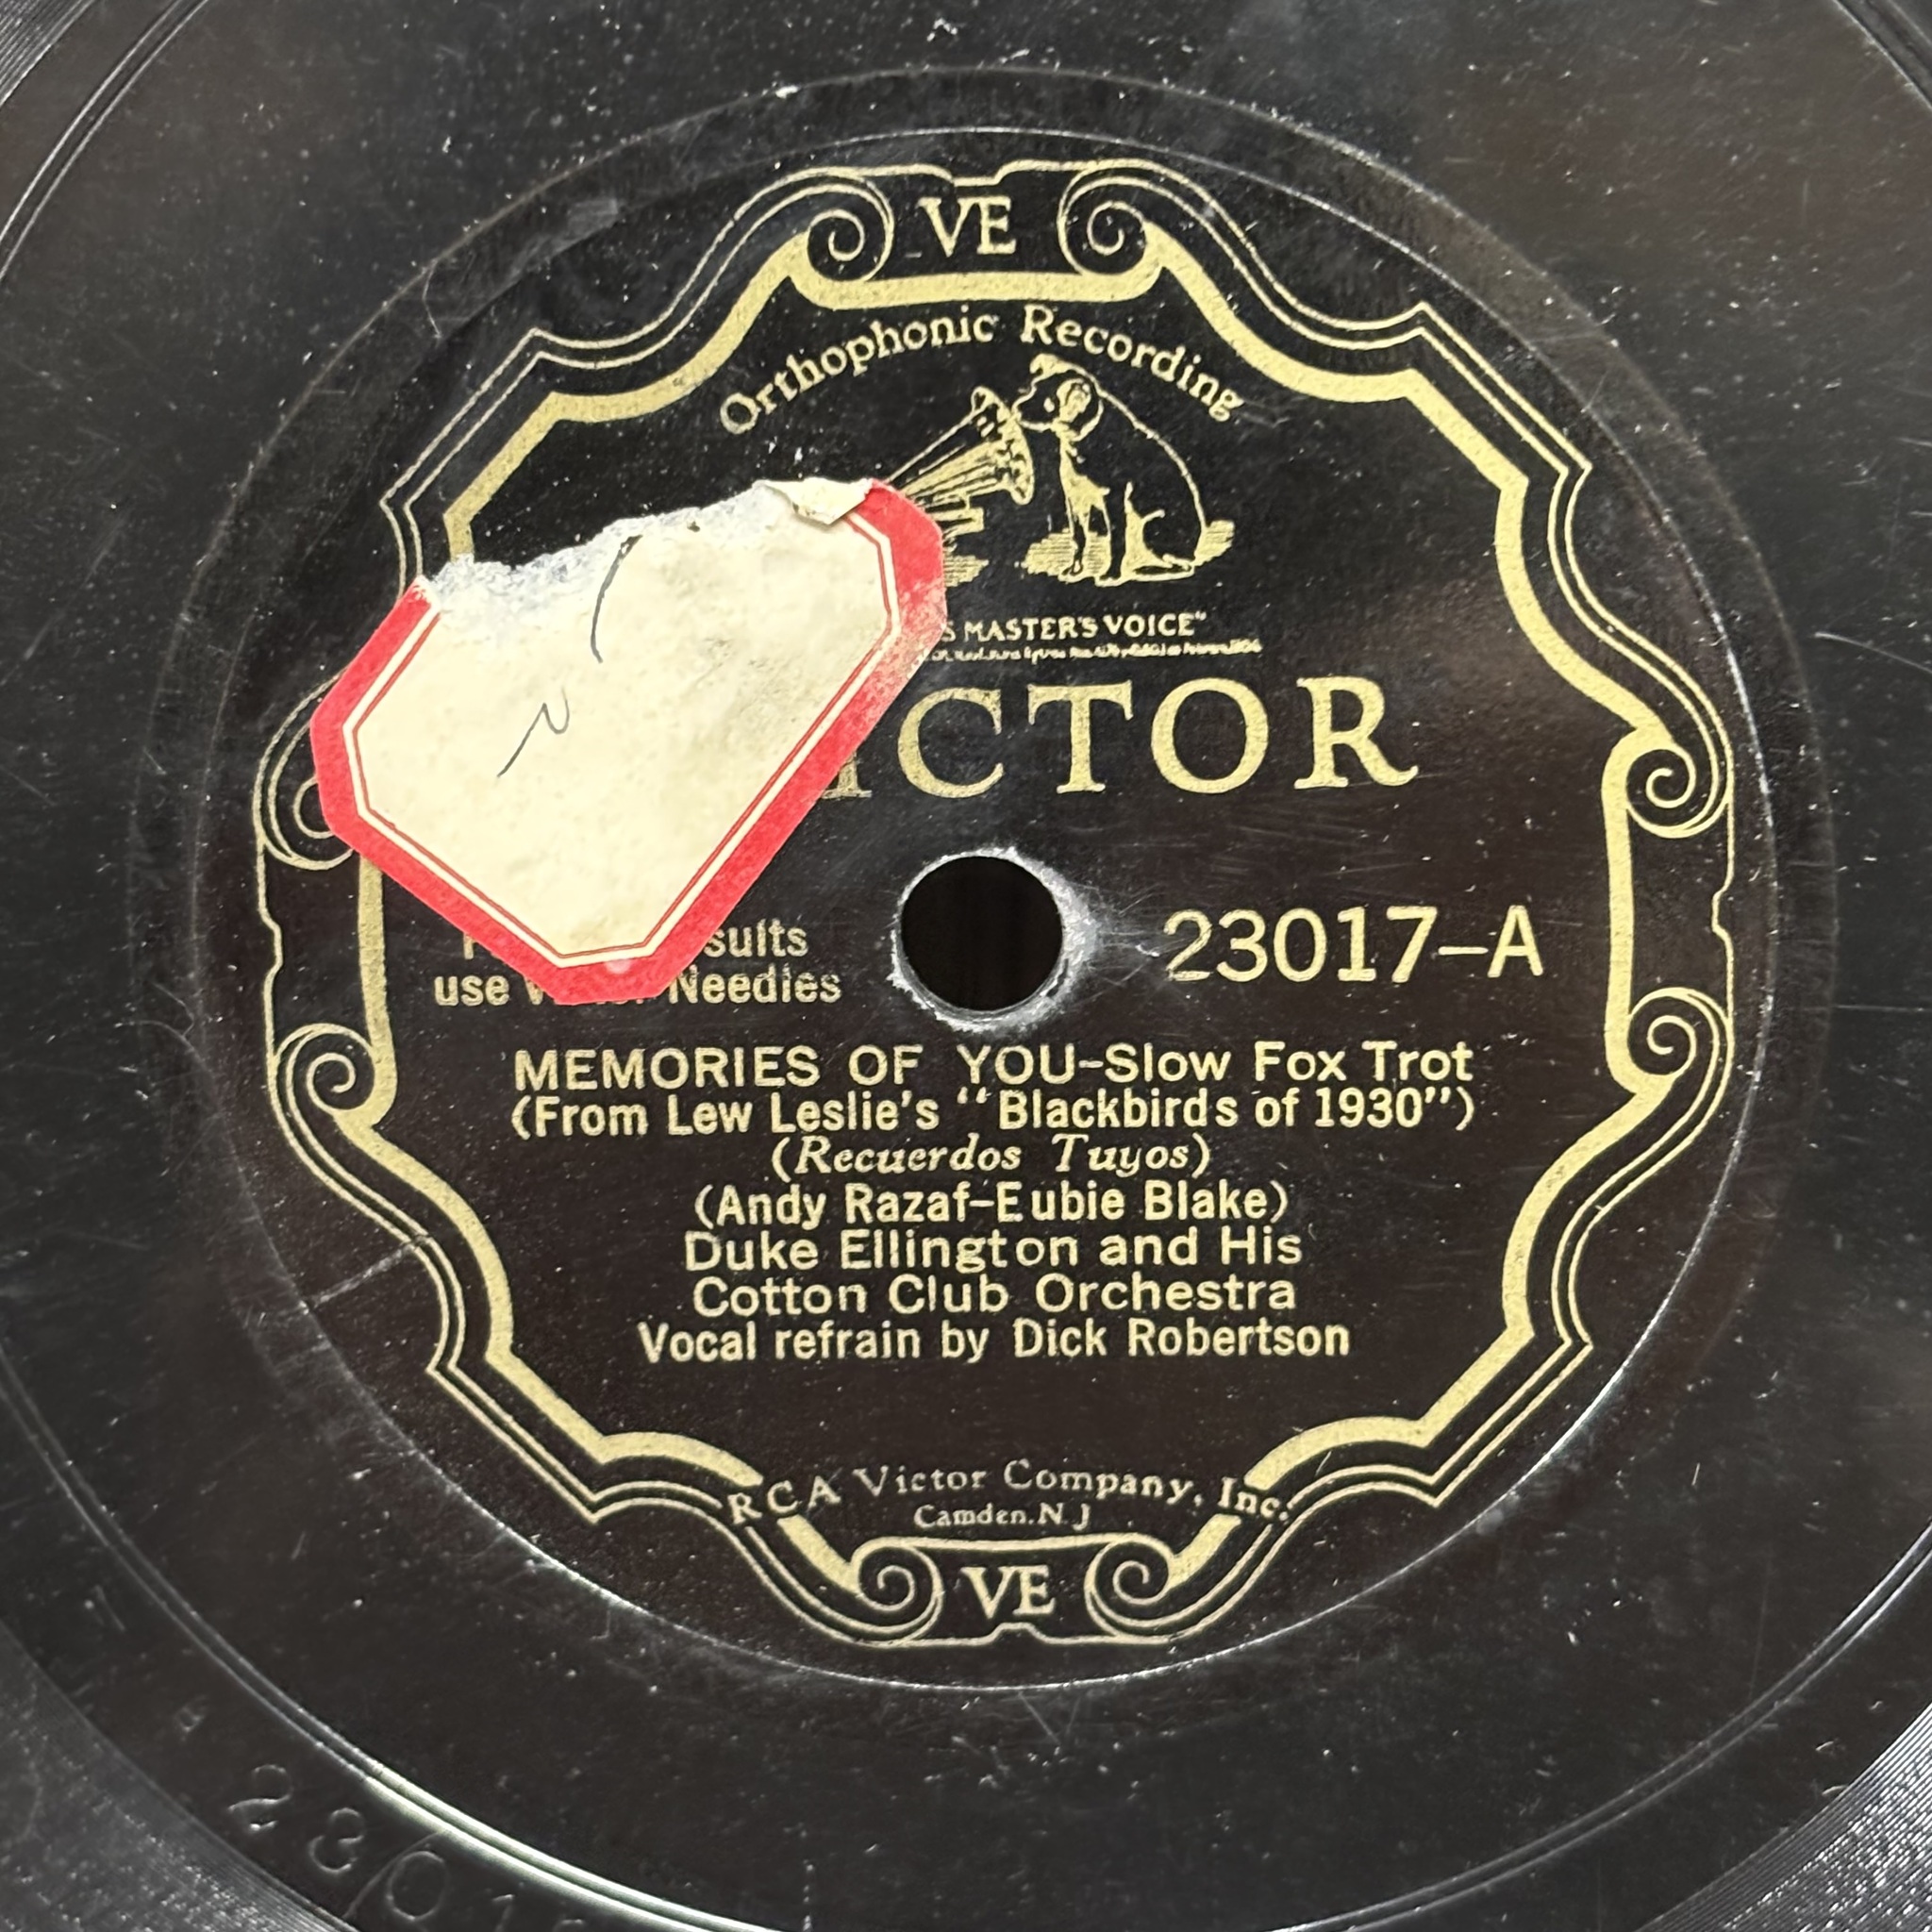 VE
Orthophonic Recording
MASTER'S VOICE"
VICTOR
sults
use Needles
23017-A
MEMORIES OF YOU-Slow Fox Trot
(From Lew Leslie's "Blackbirds of 1930")
(Recuerdos Tuyos)
(Andy Razaf-Eubie Blake)
Duke Ellington and His
Cotton Club Orchestra
Vocal refrain by Dick Robertson
RCA Victor Company, Inc.
Camden.N.J
VE